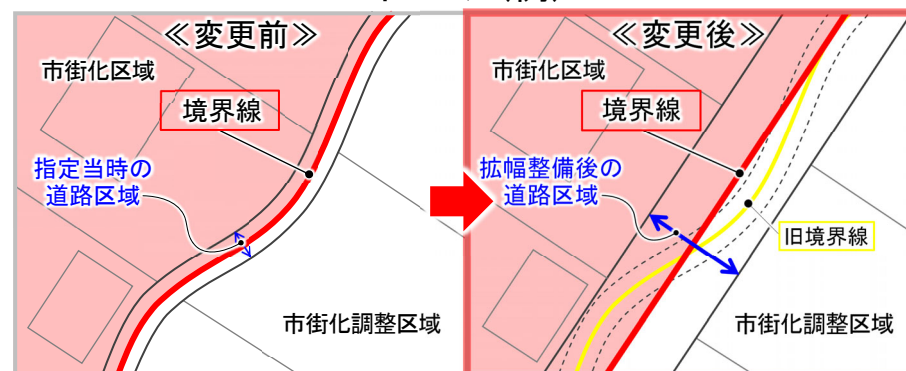 ≪変更前≫
市街化区域
境界線
指定当時の
道路区域
市街化調整区域
≪変更後≫
市街化区域
境界線
拡幅整備後の
道路区域
旧境界線
市街化調整区域